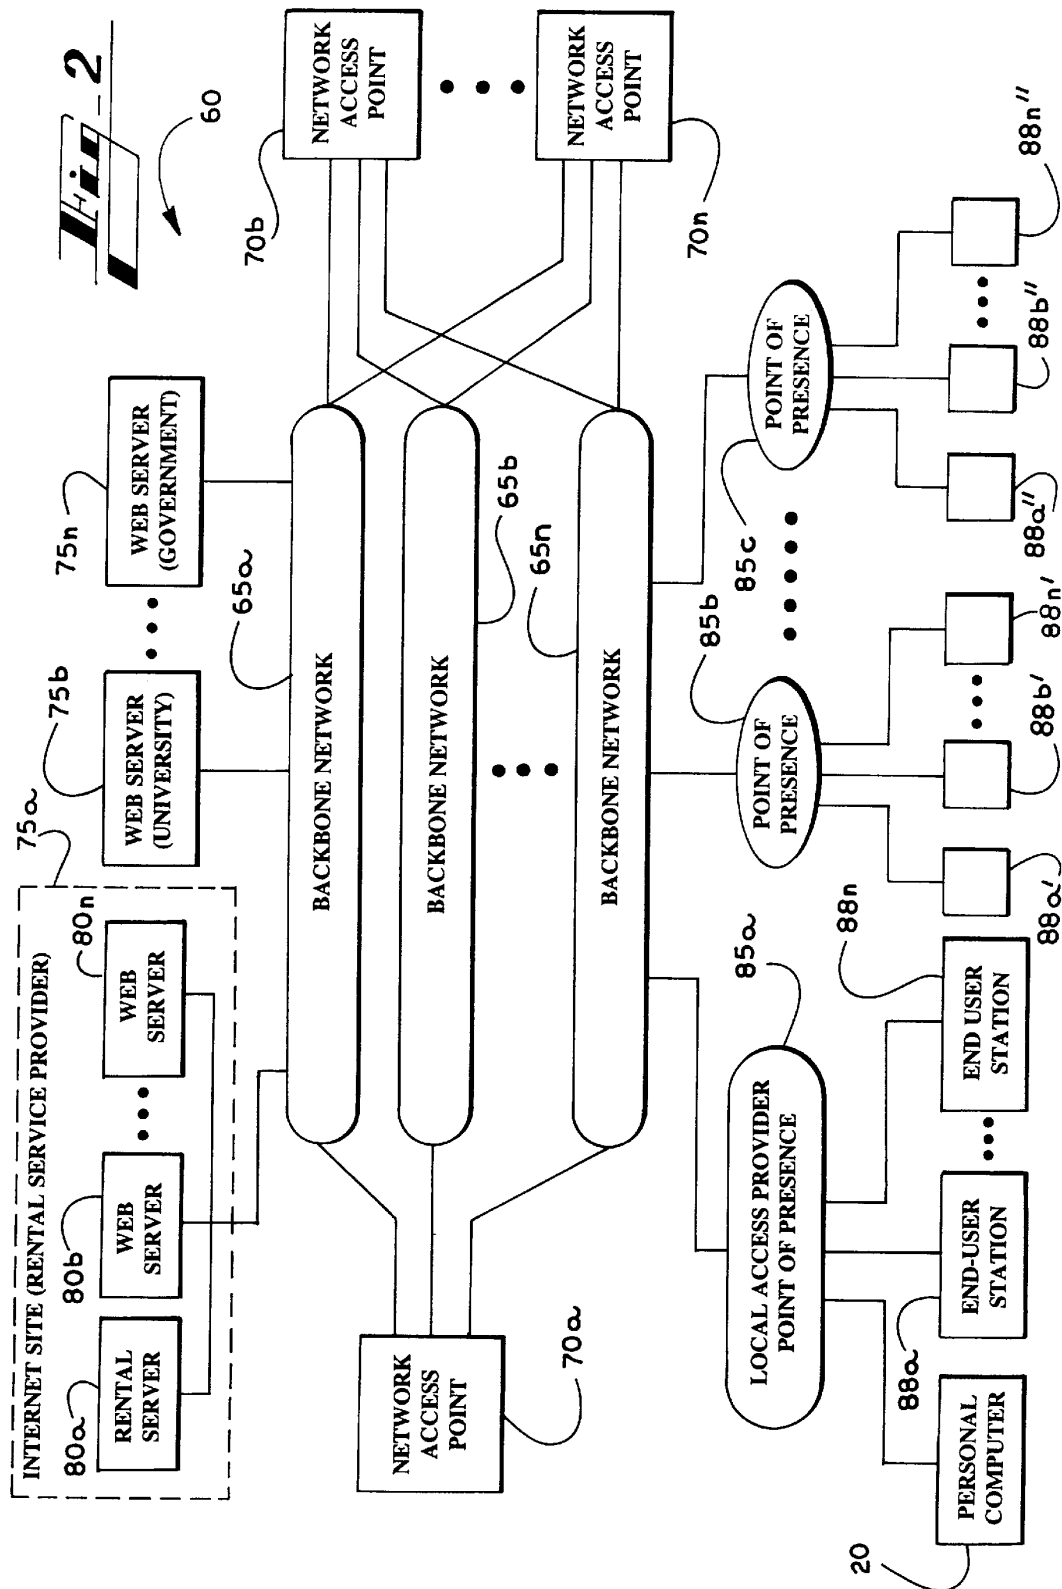 Fig. 2
60
INTERNET SITE (RENTAL SERVICE PROVIDER)
75a
80a
RENTAL
SERVER
80b
WEB
SERVER
80n
WEB
SERVER
75b
WEB SERVER
(UNIVERSITY)
75n
WEB SERVER
(GOVERNMENT)
65a
BACKBONE NETWORK
BACKBONE NETWORK
65b
65n
BACKBONE NETWORK
NETWORK
ACCESS
POINT
70a
70b
NETWORK
ACCESS
POINT
NETWORK
ACCESS
POINT
70n
85a
LOCAL ACCESS PROVIDER
POINT OF PRESENCE
85b
POINT OF
PRESENCE
85c
POINT OF
PRESENCE
20
PERSONAL
COMPUTER
88a
END-USER
STATION
88n
END USER
STATION
88a'
88b'
88n'
88a"
88b"
88n"